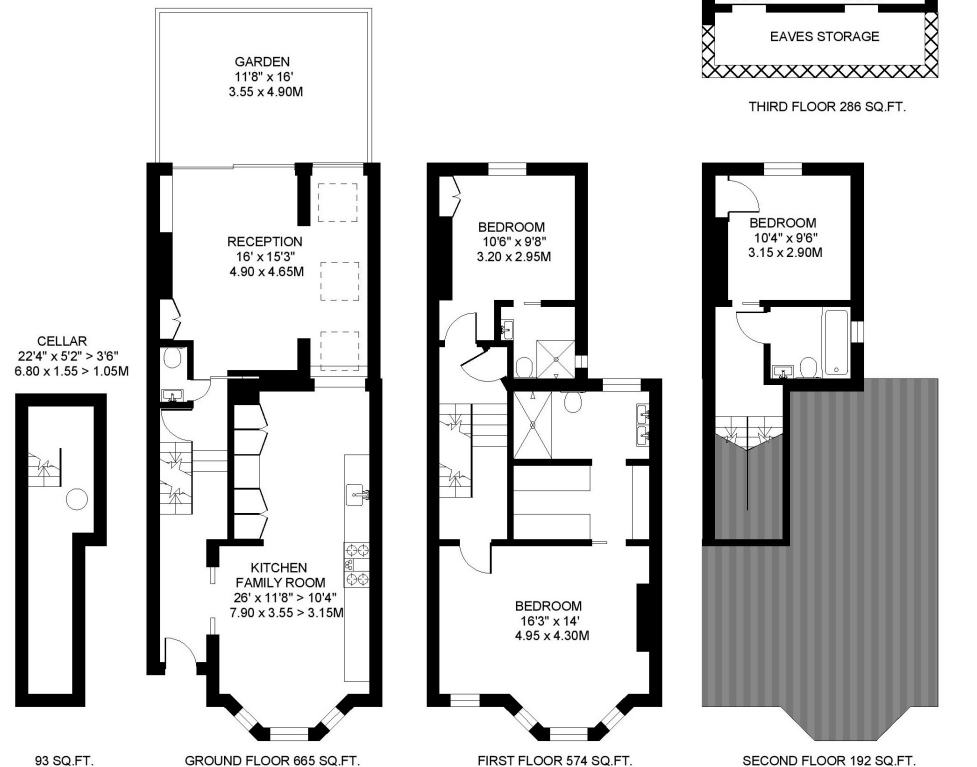 EAVES STORAGE
THIRD FLOOR 286 SQ.FT.
GARDEN
11'8" x 16'
3.55 x 4.90M
RECEPTION
16' x 15'3"
4.90 x 4.65M
BEDROOM
10'6" x 9'8"
3.20 x 2.95M
BEDROOM
10'4" x 9'6"
3.15 x 2.90M
CELLAR
22'4" x 5'2" > 3'6"
6.80 x 1.55 > 1.05M
KITCHEN
FAMILY ROOM
26' x 11'8" > 10'4"
7.90 x 3.55 > 3.15M
BEDROOM
16'3" x 14'
4.95 x 4.30M
93 SQ.FT.
GROUND FLOOR 665 SQ.FT.
FIRST FLOOR 574 SQ.FT.
SECOND FLOOR 192 SQ.FT.